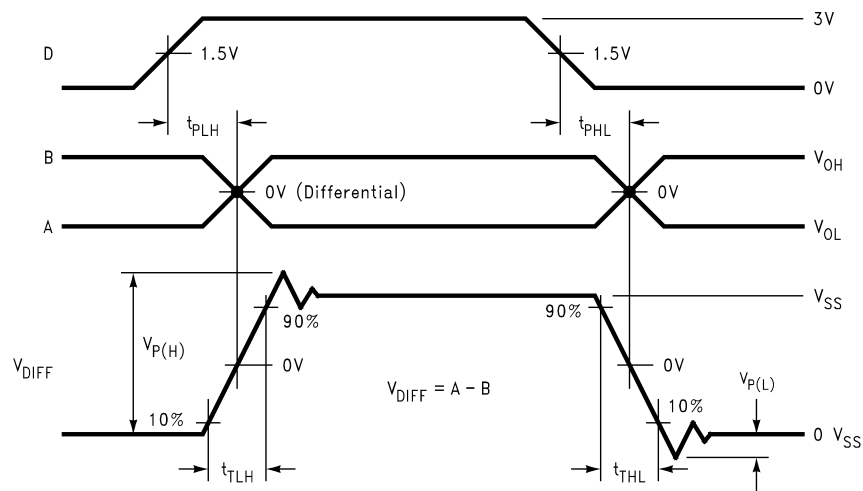 3V
D
1.5V
1.5V
0V
tPLH
tPHL
B
VOH
0V (Differential)
0V
A
VOL
VSS
90%
90%
VP(H)
VDIFF
0V
0V
VP(L)
VDIFF = A – B
10%
10%
0 VSS
tTLH
tTHL